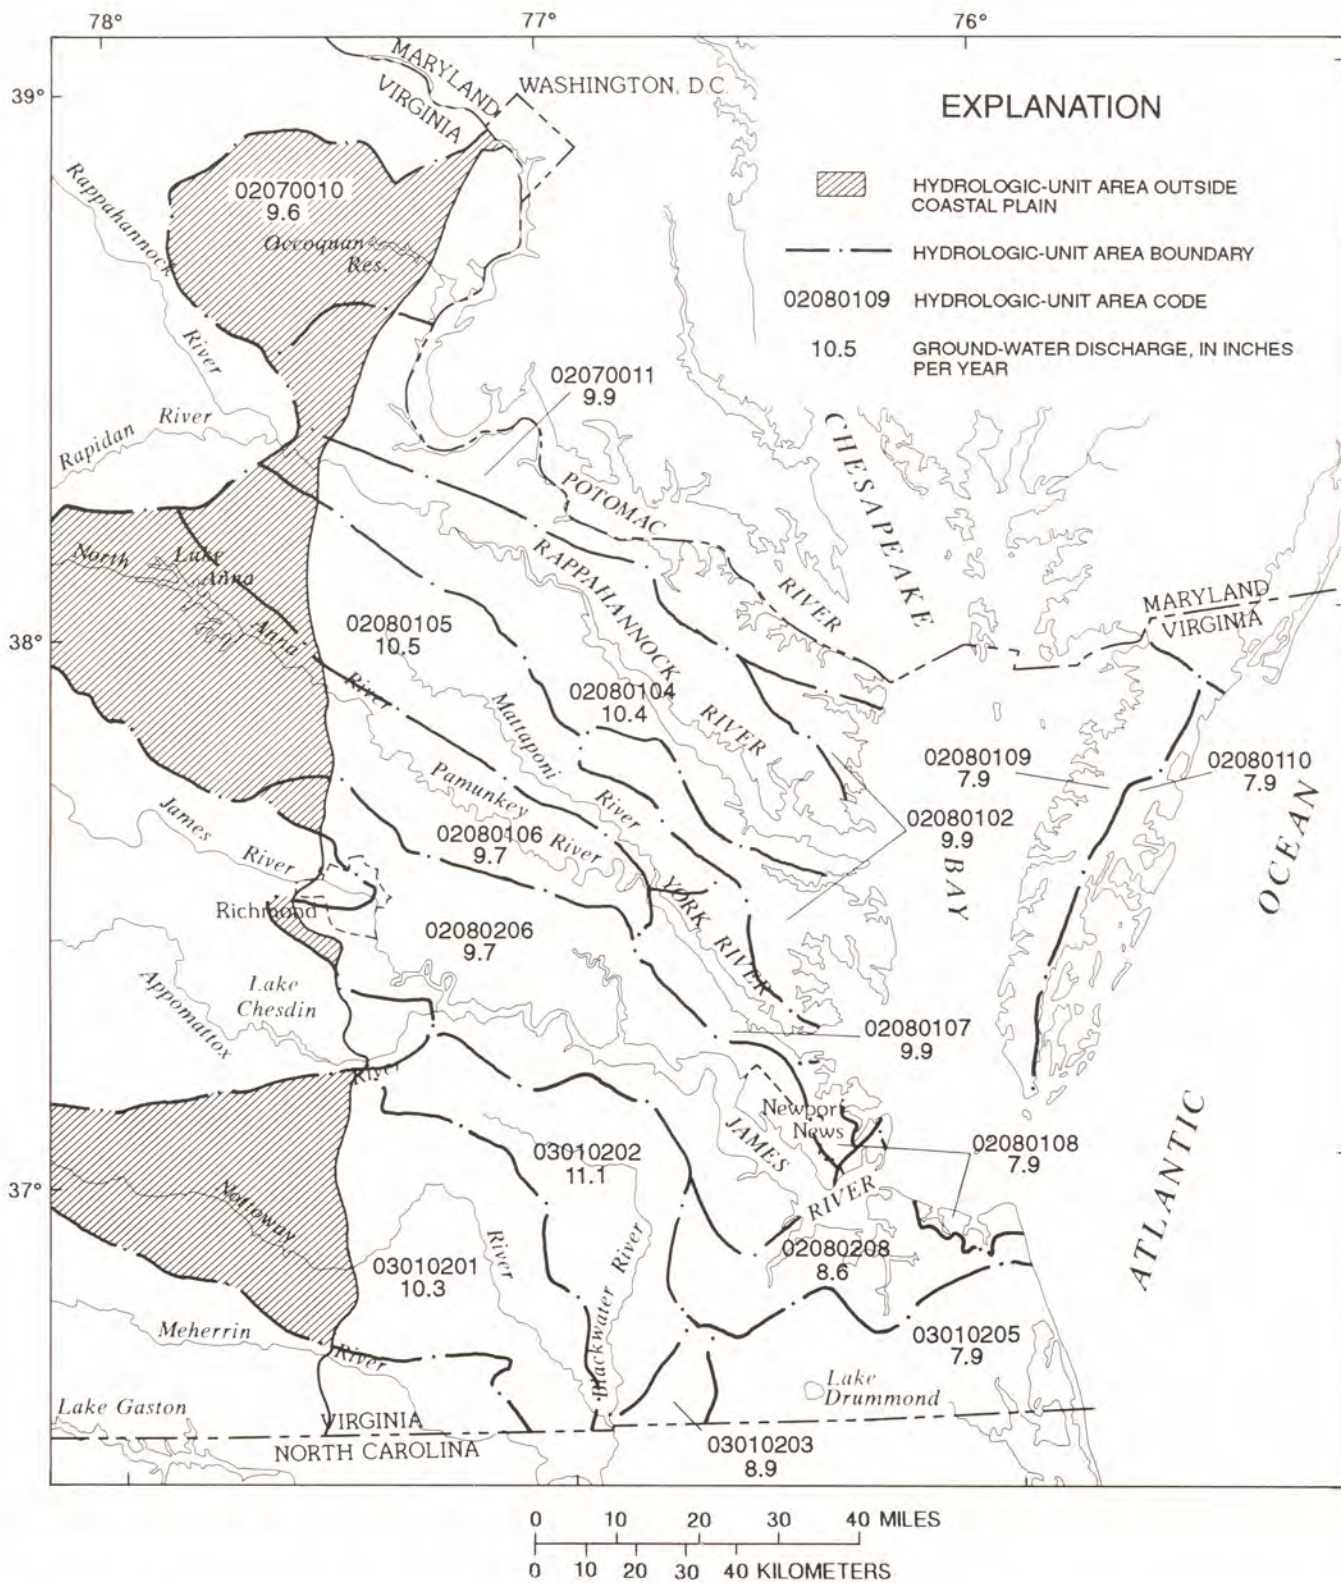 78°
77°
76°
39°
38°
37°
MARYLAND
VIRGINIA
WASHINGTON, D.C.
EXPLANATION
HYDROLOGIC-UNIT AREA OUTSIDE
COASTAL PLAIN
HYDROLOGIC-UNIT AREA BOUNDARY
02080109
HYDROLOGIC-UNIT AREA CODE
10.5
GROUND-WATER DISCHARGE, IN INCHES
PER YEAR
02070010
9.6
Occoquan
Res.
Rappahannock
River
Rapidan River
02070011
9.9
POTOMAC
RIVER
CHESAPEAKE
BAY
RAPPAHANNOCK
RIVER
North
Lake
Anna
Anna
River
MARYLAND
VIRGINIA
02080105
10.5
02080104
10.4
Mattaponi
River
Pamunkey
River
02080109
7.9
02080110
7.9
02080102
9.9
02080106
9.7
James
River
Richmond
YORK RIVER
02080206
9.7
Lake
Chesdin
Appomattox
River
02080107
9.9
OCEAN
ATLANTIC
Newport
News
JAMES
RIVER
02080108
7.9
03010202
11.1
Nottoway
River
03010201
10.3
Blackwater River
02080208
8.6
03010205
7.9
Meherrin
River
Lake
Drummond
Lake Gaston
VIRGINIA
NORTH CAROLINA
03010203
8.9
0 10 20 30 40 MILES
0 10 20 30 40 KILOMETERS